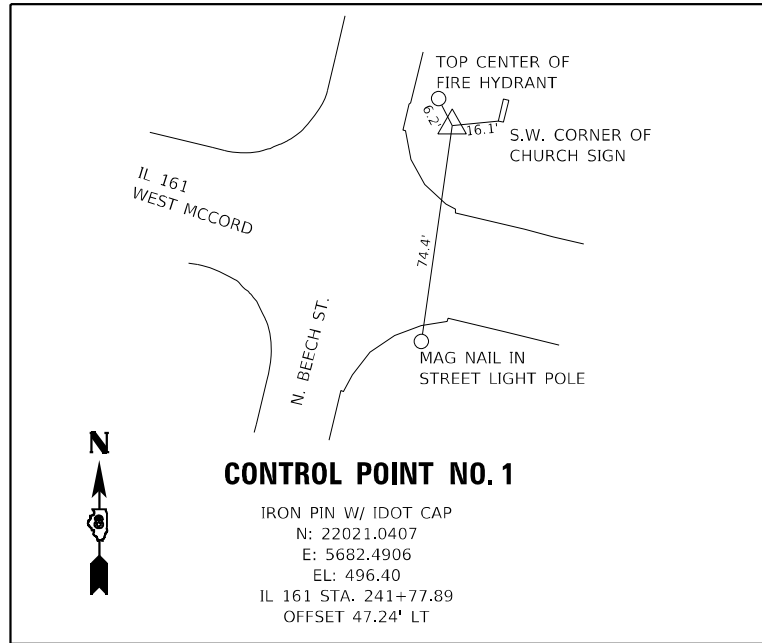 TOP CENTER OF
FIRE HYDRANT
6.2'
16.1'
S.W. CORNER OF
CHURCH SIGN
IL 161
WEST MCCORD
74.4'
N. BEECH ST.
MAG NAIL IN
STREET LIGHT POLE
N
CONTROL POINT NO. 1
IRON PIN W/ IDOT CAP
N: 22021.0407
E: 5682.4906
EL: 496.40
IL 161 STA. 241+77.89
OFFSET 47.24' LT